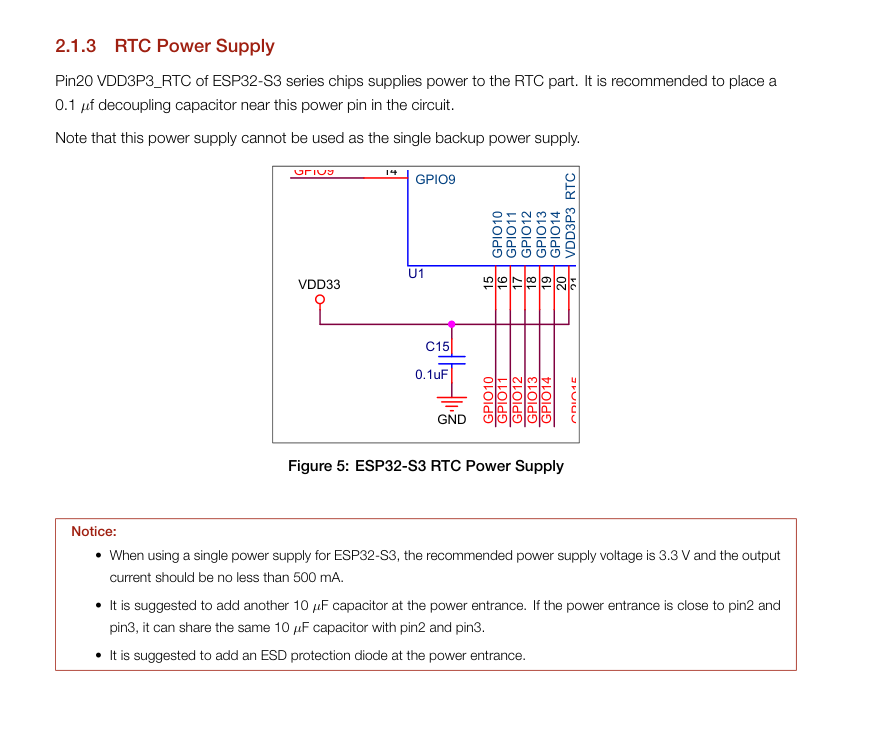 2.1.3 RTC Power Supply
Pin20 VDD3P3_RTC of ESP32-S3 series chips supplies power to the RTC part. It is recommended to place a
0.1 μf decoupling capacitor near this power pin in the circuit.
Note that this power supply cannot be used as the single backup power supply.
GPIO9
14
GPIO9
GPIO10
GPIO11
GPIO12
GPIO13
GPIO14
VDD3P3_RTC
U1
15
16
17
18
19
20
21
VDD33
C15
0.1uF
GND
GPIO10
GPIO11
GPIO12
GPIO13
GPIO14
GPIO15
Figure 5: ESP32-S3 RTC Power Supply
Notice:
• When using a single power supply for ESP32-S3, the recommended power supply voltage is 3.3 V and the output
current should be no less than 500 mA.
• It is suggested to add another 10 μF capacitor at the power entrance. If the power entrance is close to pin2 and
pin3, it can share the same 10 μF capacitor with pin2 and pin3.
• It is suggested to add an ESD protection diode at the power entrance.